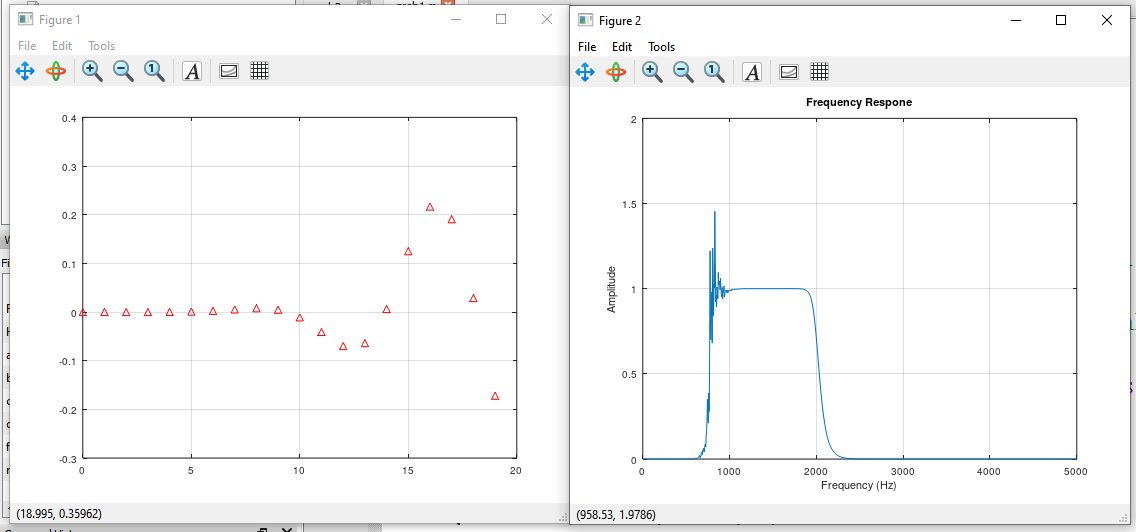 Figure 1
File Edit Tools
A
0.4
0.3
0.2
0.1
0
-0.1
-0.2
-0.3
0 5 10 15 20
(18.995, 0.35962)
Figure 2
File Edit Tools
A
Frequency Respone
2
1.5
1
0.5
0
Amplitude
0 1000 2000 3000 4000 5000
Frequency (Hz)
(958.53, 1.9786)